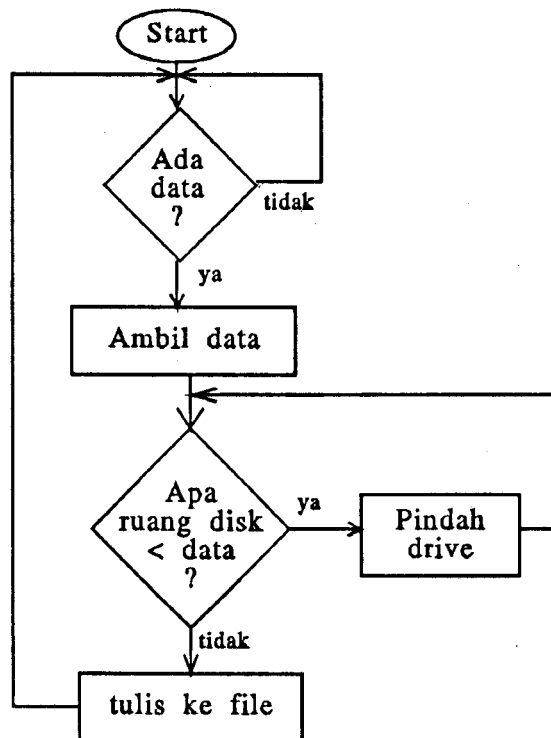 Start
Ada
data
?
tidak
ya
Ambil data
Apa
ruang disk
< data
?
ya
Pindah
drive
tidak
tulis ke file